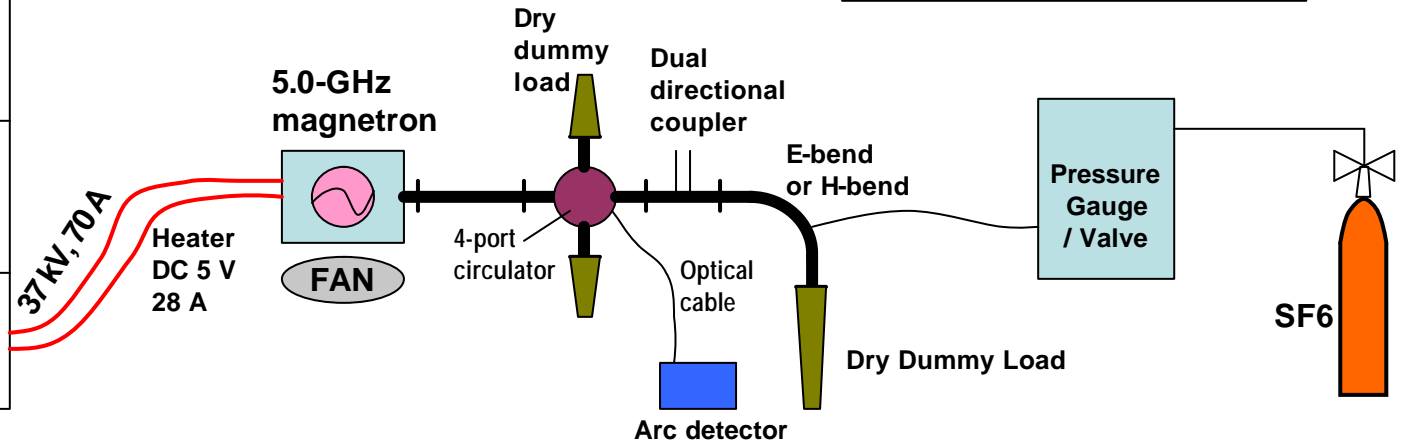 37kV, 70A
Heater
DC 5 V
28 A
5.0-GHz
magnetron
FAN
Dry
dummy
load
4-port
circulator
Dual
directional
coupler
Optical
cable
Arc detector
E-bend
or H-bend
Dry Dummy Load
Pressure
Gauge
/ Valve
SF6